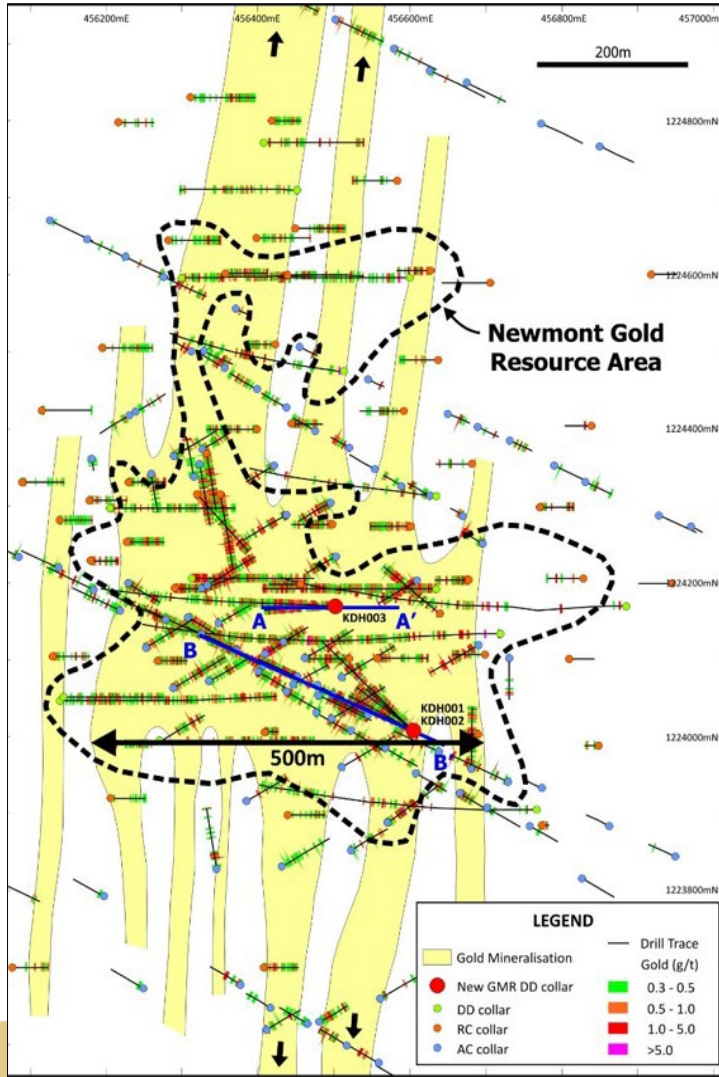 456200mE
456400mE
456600mE
456800mE
457000mE
200m
1224800mN
1224600mN
Newmont Gold
Resource Area
1224400mN
1224200mN
A
KDH003
A'
B
KDH001
KDH002
1224000mN
500m
B'
1223800mN
LEGEND
Gold Mineralisation
New GMR DD collar
DD collar
RC collar
AC collar
Drill Trace
Gold (g/t)
0.3 - 0.5
0.5 - 1.0
1.0 - 5.0
>5.0